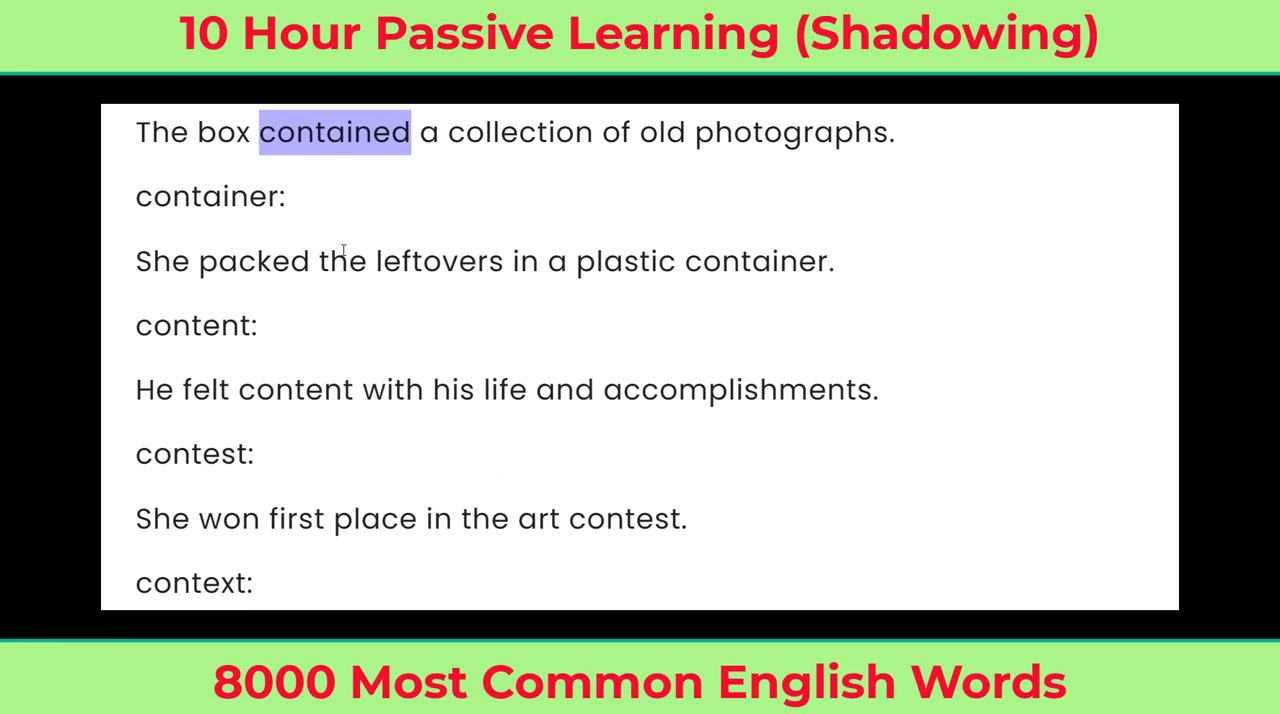 10 Hour Passive Learning (Shadowing)
The box contained a collection of old photographs.
container:
She packed the leftovers in a plastic container.
content:
He felt content with his life and accomplishments.
contest:
She won first place in the art contest.
context:
8000 Most Common English Words